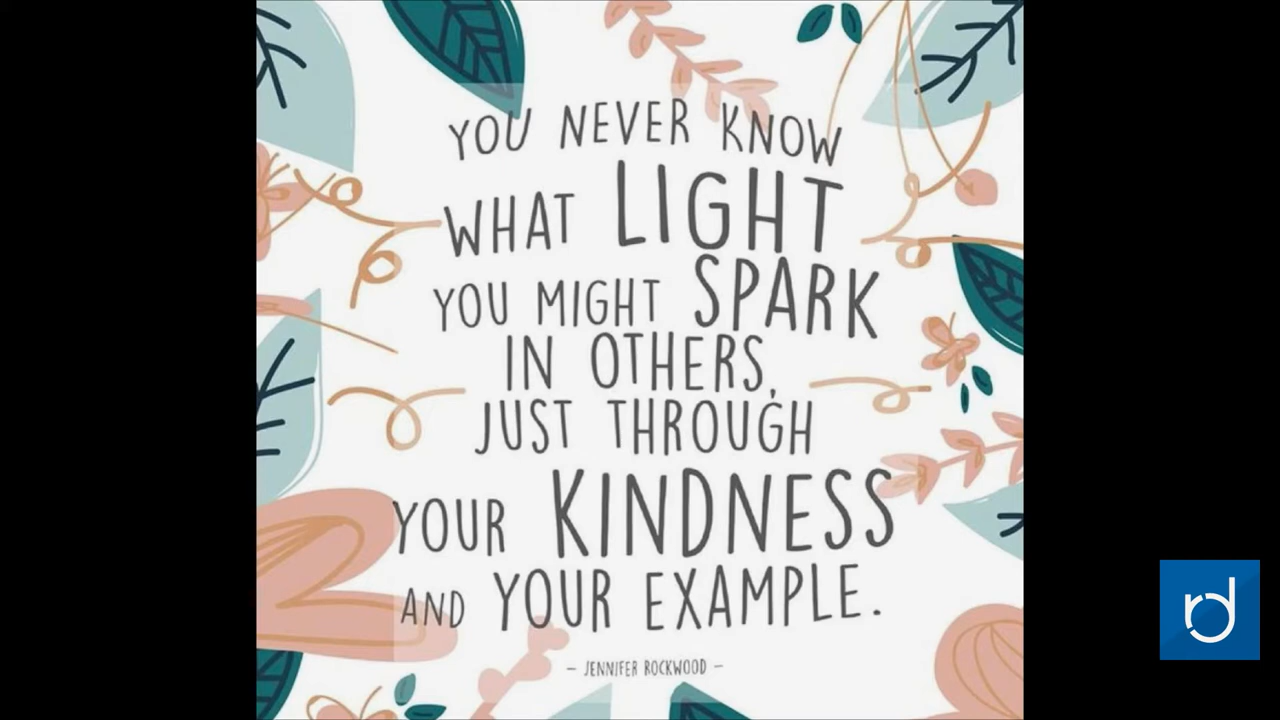 YOU NEVER KNOW
WHAT LIGHT
YOU MIGHT SPARK
IN OTHERS,
JUST THROUGH
YOUR KINDNESS
AND YOUR EXAMPLE.
– JENNIFER ROCKWOOD –
rd